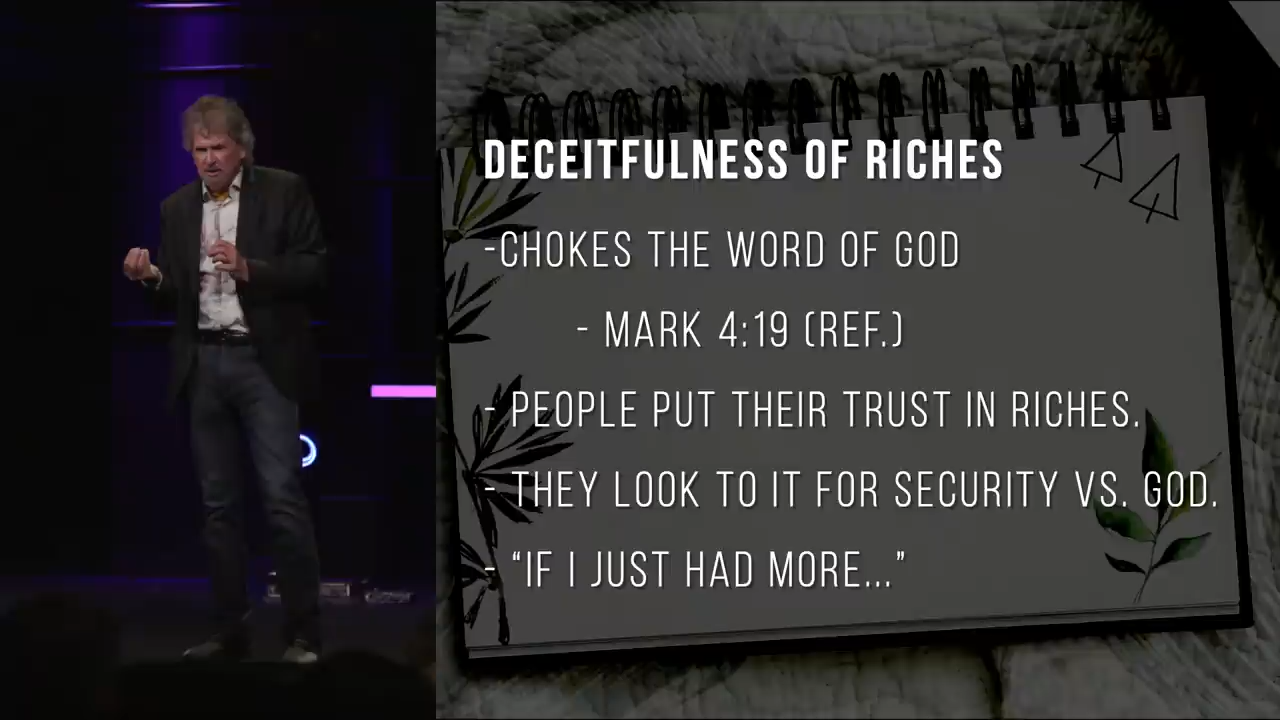 DECEITFULNESS OF RICHES
-CHOKES THE WORD OF GOD
- MARK 4:19 (REF.)
- PEOPLE PUT THEIR TRUST IN RICHES.
- THEY LOOK TO IT FOR SECURITY VS. GOD.
- “IF I JUST HAD MORE...”